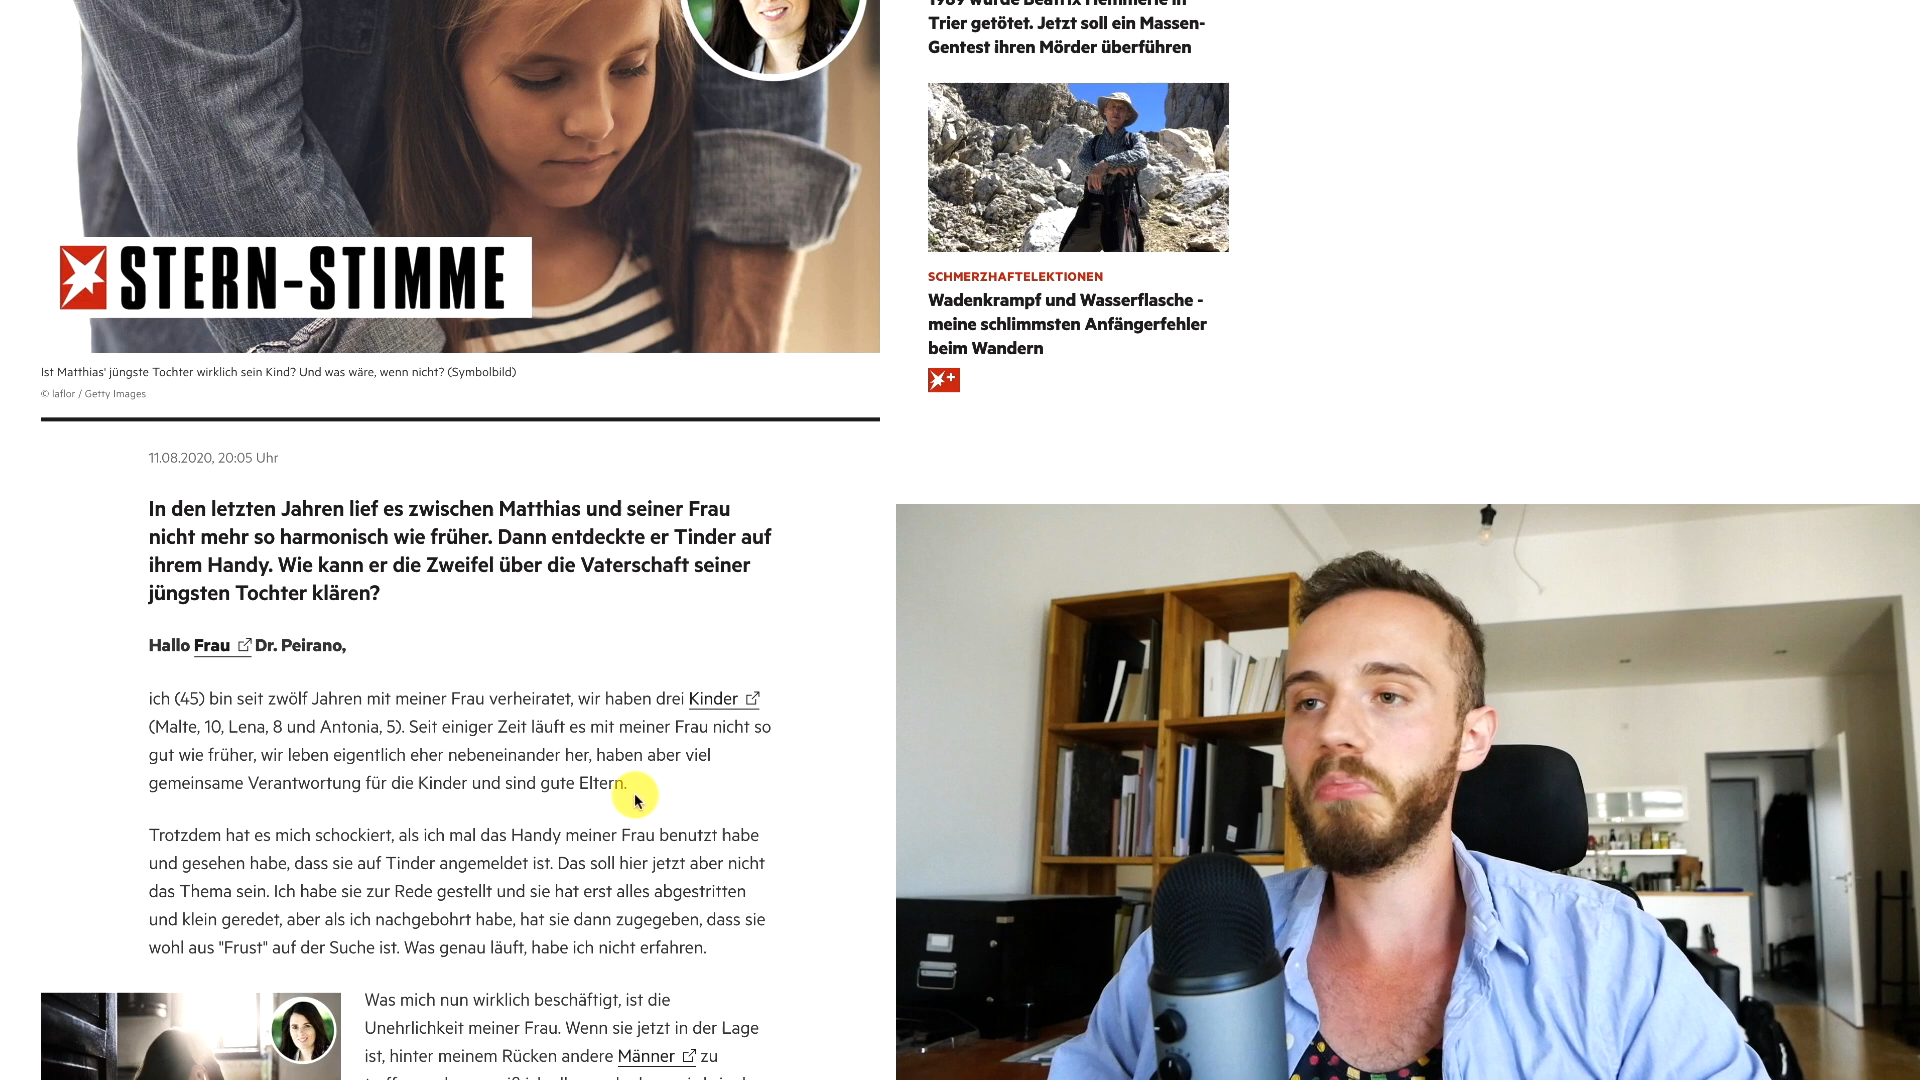 STERN-STIMME
Ist Matthias' jüngste Tochter wirklich sein Kind? Und was wäre, wenn nicht? (Symbolbild)
© laflor / Getty Images
11.08.2020, 20:05 Uhr
In den letzten Jahren lief es zwischen Matthias und seiner Frau
nicht mehr so harmonisch wie früher. Dann entdeckte er Tinder auf
ihrem Handy. Wie kann er die Zweifel über die Vaterschaft seiner
jüngsten Tochter klären?
Hallo Frau Dr. Peirano,
ich (45) bin seit zwölf Jahren mit meiner Frau verheiratet, wir haben drei Kinder
(Malte, 10, Lena, 8 und Antonia, 5). Seit einiger Zeit läuft es mit meiner Frau nicht so
gut wie früher, wir leben eigentlich eher nebeneinander her, haben aber viel
gemeinsame Verantwortung für die Kinder und sind gute Eltern.
Trotzdem hat es mich schockiert, als ich mal das Handy meiner Frau benutzt habe
und gesehen habe, dass sie auf Tinder angemeldet ist. Das soll hier jetzt aber nicht
das Thema sein. Ich habe sie zur Rede gestellt und sie hat erst alles abgestritten
und klein geredet, aber als ich nachgebohrt habe, hat sie dann zugegeben, dass sie
wohl aus "Frust" auf der Suche ist. Was genau läuft, habe ich nicht erfahren.
Was mich nun wirklich beschäftigt, ist die
Unehrlichkeit meiner Frau. Wenn sie jetzt in der Lage
ist, hinter meinem Rücken andere Männer zu
1989 wurde Beatrix Hemmerle in
Trier getötet. Jetzt soll ein Massen-
Gentest ihren Mörder überführen
SCHMERZHAFTELEKTIONEN
Wadenkrampf und Wasserflasche -
meine schlimmsten Anfängerfehler
beim Wandern